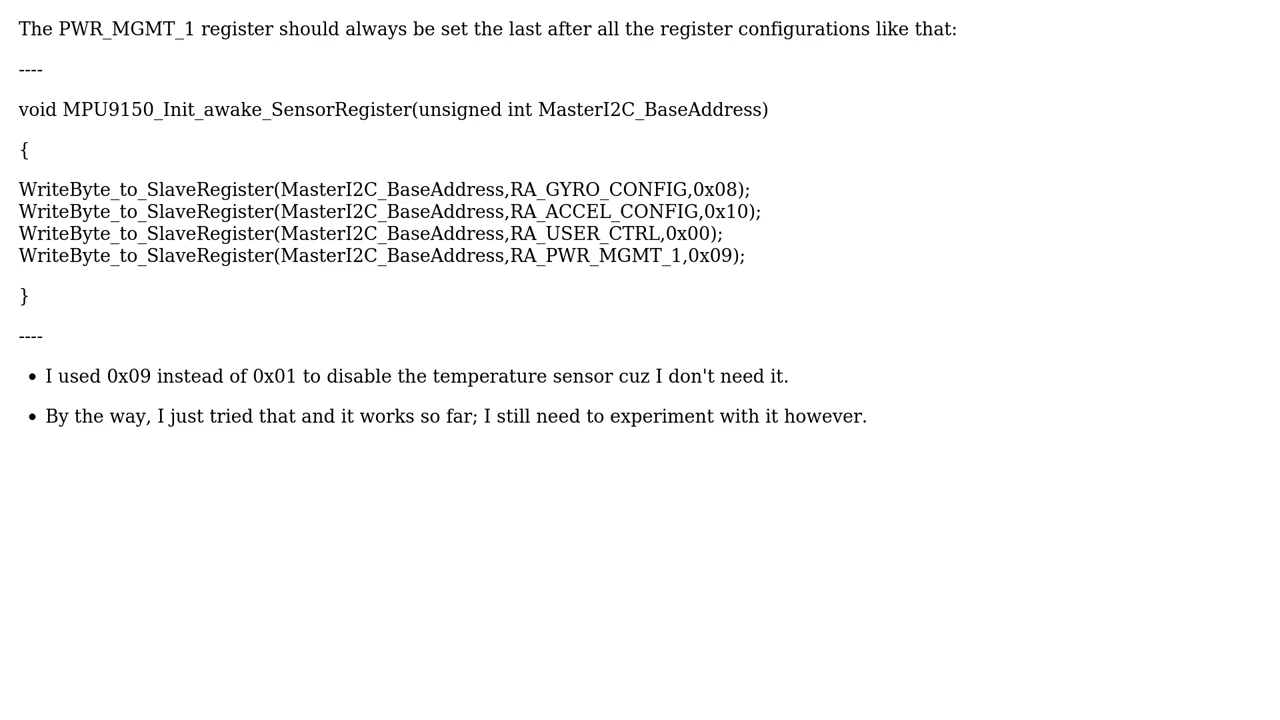 The PWR_MGMT_1 register should always be set the last after all the register configurations like that:
----
void MPU9150_Init_awake_SensorRegister(unsigned int MasterI2C_BaseAddress)
{
WriteByte_to_SlaveRegister(MasterI2C_BaseAddress,RA_GYRO_CONFIG,0x08);
WriteByte_to_SlaveRegister(MasterI2C_BaseAddress,RA_ACCEL_CONFIG,0x10);
WriteByte_to_SlaveRegister(MasterI2C_BaseAddress,RA_USER_CTRL,0x00);
WriteByte_to_SlaveRegister(MasterI2C_BaseAddress,RA_PWR_MGMT_1,0x09);
}
----
• I used 0x09 instead of 0x01 to disable the temperature sensor cuz I don't need it.
• By the way, I just tried that and it works so far; I still need to experiment with it however.